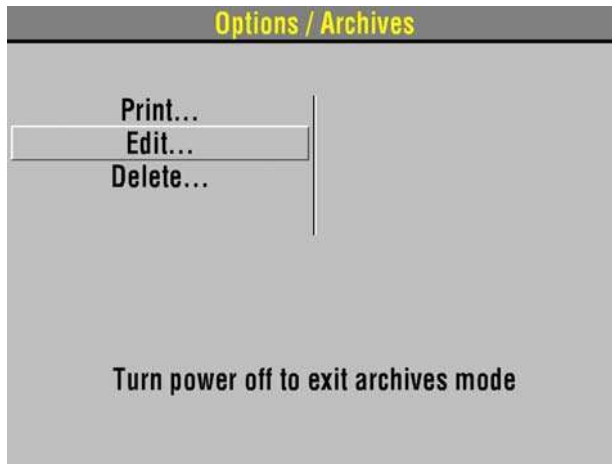 Options / Archives
Print...
Edit...
Delete...
Turn power off to exit archives mode